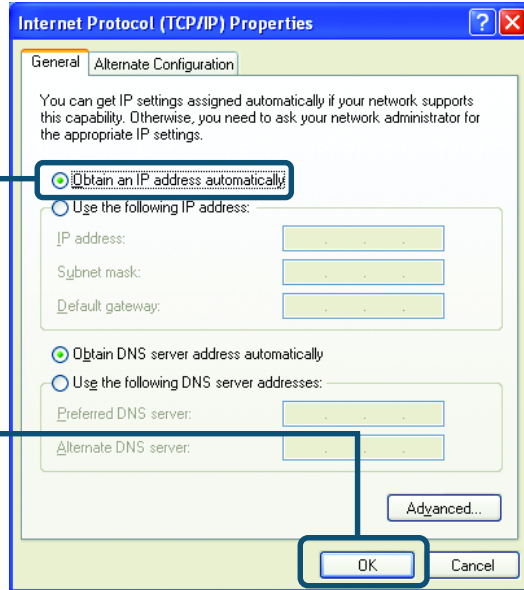 Internet Protocol (TCP/IP) Properties
General
Alternate Configuration
You can get IP settings assigned automatically if your network supports
this capability. Otherwise, you need to ask your network administrator for
the appropriate IP settings.
Obtain an IP address automatically
Use the following IP address:
IP address:
Subnet mask:
Default gateway:
Obtain DNS server address automatically
Use the following DNS server addresses:
Preferred DNS server:
Alternate DNS server:
Advanced...
OK
Cancel